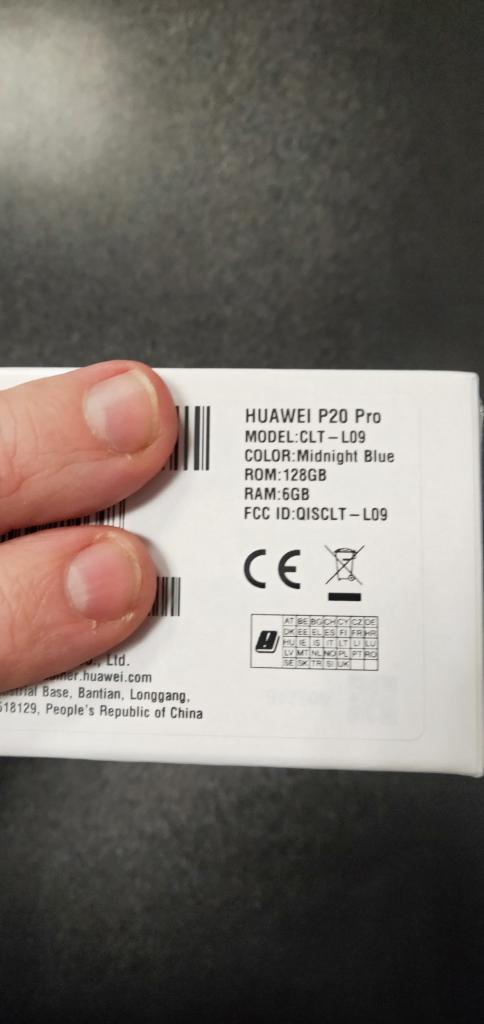 HUAWEI P20 Pro
MODEL:CLT-L09
COLOR:Midnight Blue
ROM:128GB
RAM:6GB
FCC ID:QISCLT-L09
CE
AT BE BG CH CY CZ DE
DK EE EL ES FI FR HR
HU IE IS IT LT LI LU
LV MT NL NO PL PT RO
SE SK TR SI UK
Ltd.
.huawei.com
Base, Bantian, Longgang,
518129, People's Republic of China